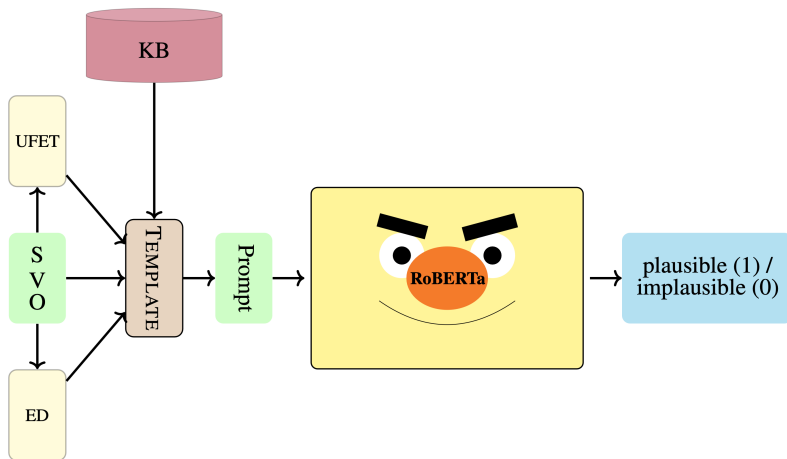 KB
UFET
S
V
O
TEMPLATE
Prompt
RoBERTa
plausible (1) /
implausible (0)
ED